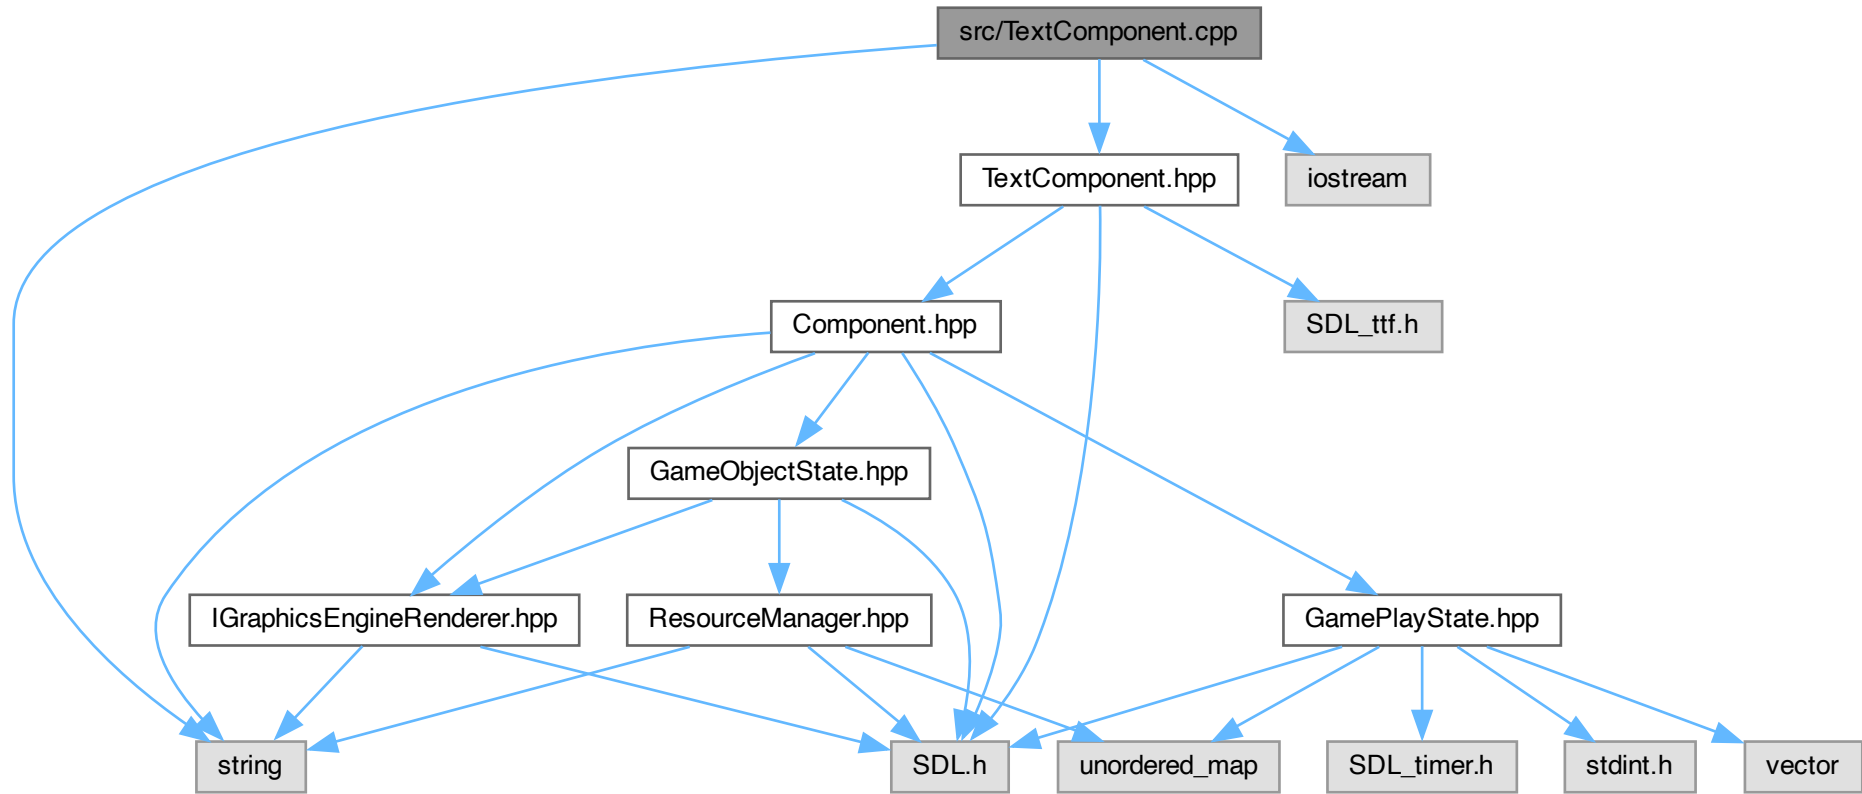 src/TextComponent.cpp
TextComponent.hpp
iostream
Component.hpp
SDL_ttf.h
GameObjectState.hpp
IGraphicsEngineRenderer.hpp
ResourceManager.hpp
GamePlayState.hpp
string
SDL.h
unordered_map
SDL_timer.h
stdint.h
vector